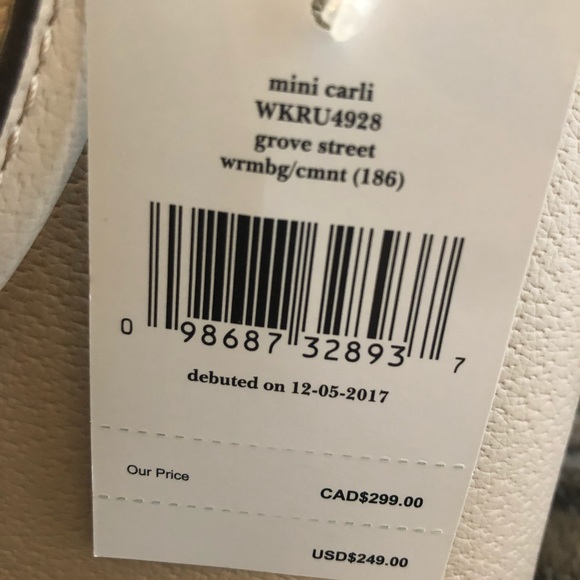 mini carli
WKRU4928
grove street
wrmbg/cmnt (186)
0 98687 32893 7
debuted on 12-05-2017
Our Price
CAD$299.00
USD$249.00